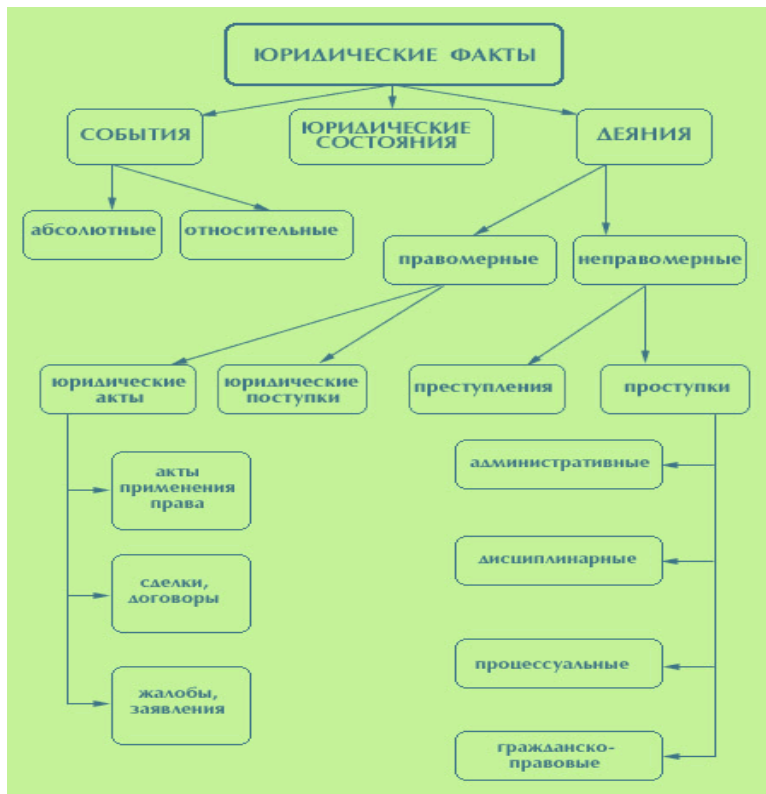 ЮРИДИЧЕСКИЕ ФАКТЫ
СОБЫТИЯ
ЮРИДИЧЕСКИЕ
СОСТОЯНИЯ
ДЕЯНИЯ
абсолютные
относительные
правомерные
неправомерные
юридические
акты
юридические
поступки
преступления
проступки
акты
применения
права
сделки,
договоры
жалобы,
заявления
административные
дисциплинарные
процессуальные
гражданско-
правовые